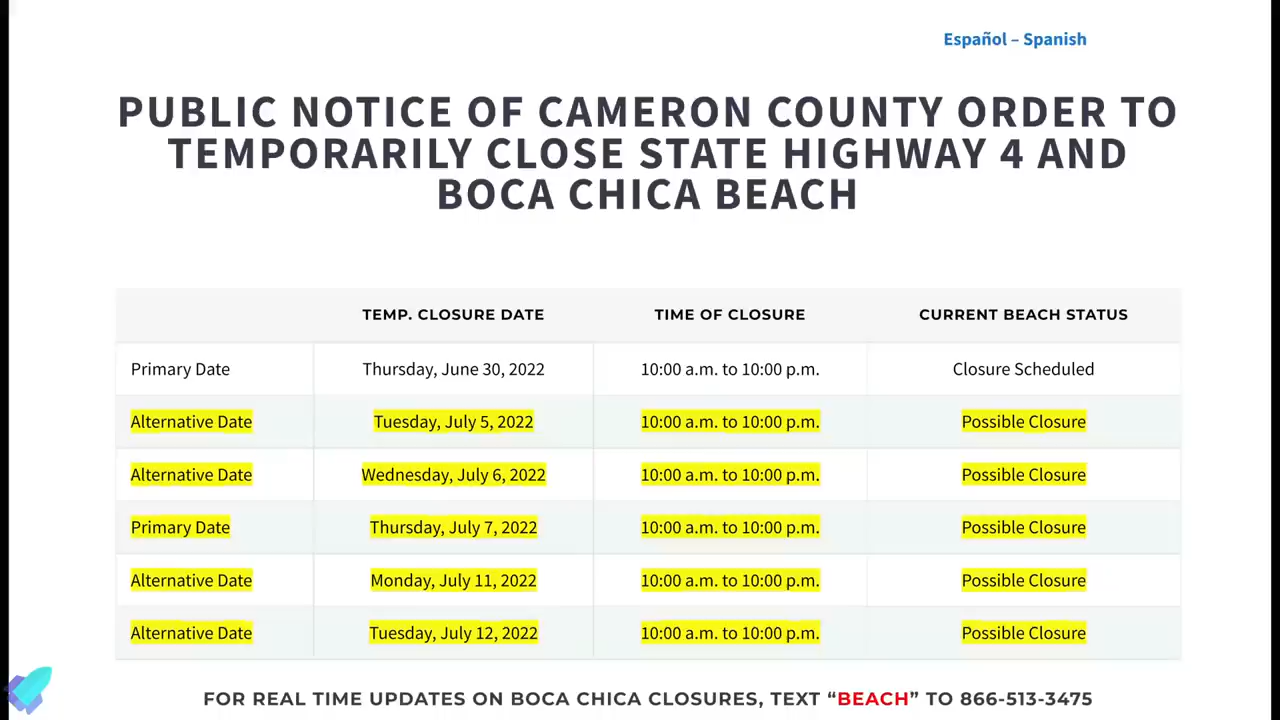 Español – Spanish
PUBLIC NOTICE OF CAMERON COUNTY ORDER TO
TEMPORARILY CLOSE STATE HIGHWAY 4 AND
BOCA CHICA BEACH
TEMP. CLOSURE DATE TIME OF CLOSURE CURRENT BEACH STATUS
Primary Date Thursday, June 30, 2022 10:00 a.m. to 10:00 p.m. Closure Scheduled
Alternative Date Tuesday, July 5, 2022 10:00 a.m. to 10:00 p.m. Possible Closure
Alternative Date Wednesday, July 6, 2022 10:00 a.m. to 10:00 p.m. Possible Closure
Primary Date Thursday, July 7, 2022 10:00 a.m. to 10:00 p.m. Possible Closure
Alternative Date Monday, July 11, 2022 10:00 a.m. to 10:00 p.m. Possible Closure
Alternative Date Tuesday, July 12, 2022 10:00 a.m. to 10:00 p.m. Possible Closure
FOR REAL TIME UPDATES ON BOCA CHICA CLOSURES, TEXT “BEACH” TO 866-513-3475